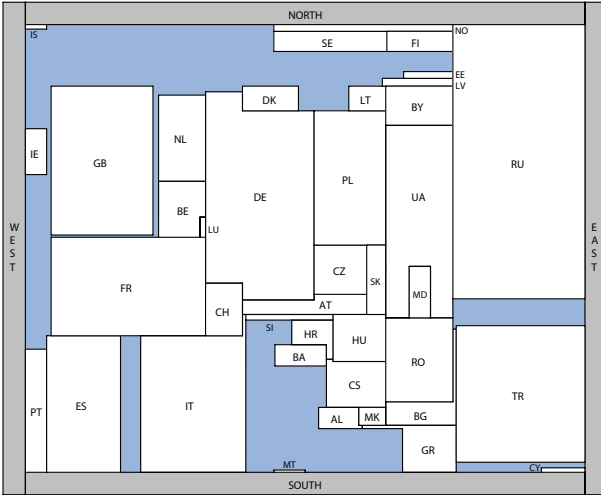 NORTH
IS
NO
SE
FI
EE
LV
DK
LT
BY
NL
IE
GB
PL
RU
DE
UA
BE
LU
WEST
EAST
CZ
SK
FR
MD
AT
CH
SI
HR
HU
BA
RO
CS
PT
ES
IT
TR
AL
MK
BG
GR
MT
CY
SOUTH